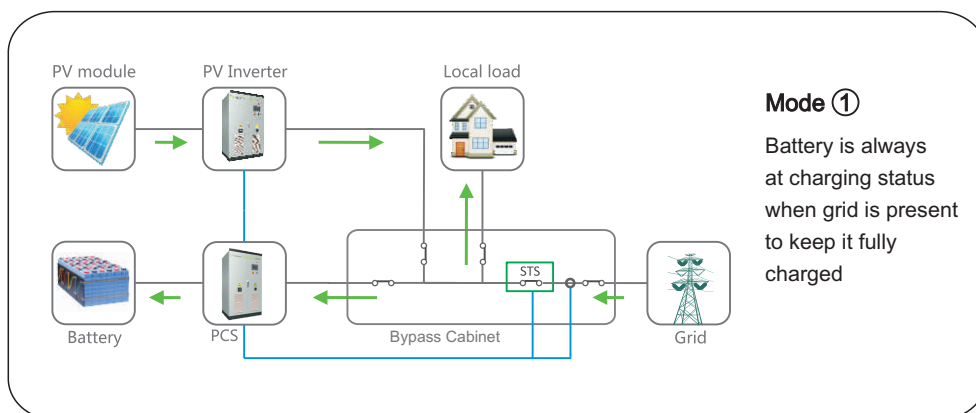 PV module
PV Inverter
Local load
Mode ①
Battery is always
at charging status
when grid is present
to keep it fully
charged
STS
Battery
PCS
Bypass Cabinet
Grid